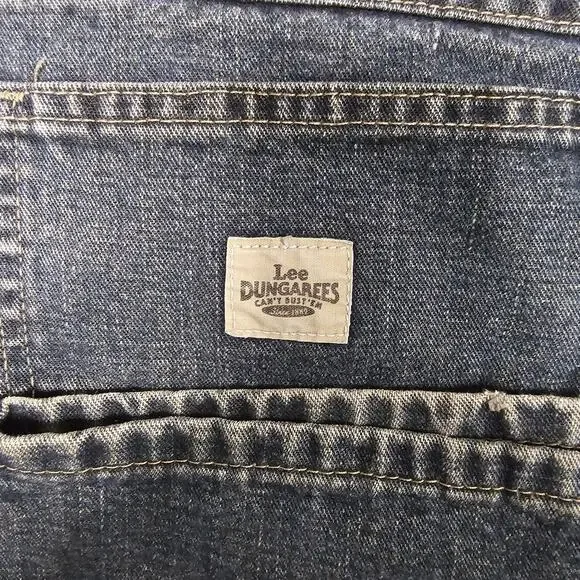 Lee
DUNGAREES
CAN'T BUST 'EM
Since 1889